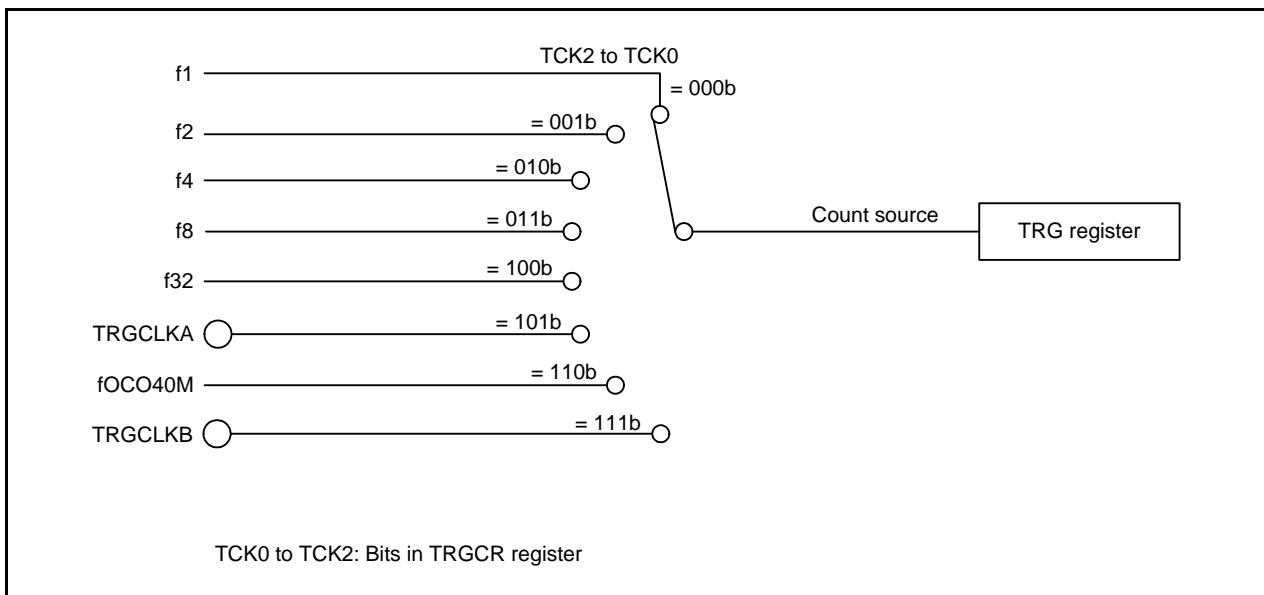 TCK2 to TCK0
f1
= 000b
f2
= 001b
f4
= 010b
f8
= 011b
Count source
TRG register
f32
= 100b
TRGCLKA
= 101b
fOCO40M
= 110b
TRGCLKB
= 111b
TCK0 to TCK2: Bits in TRGCR register